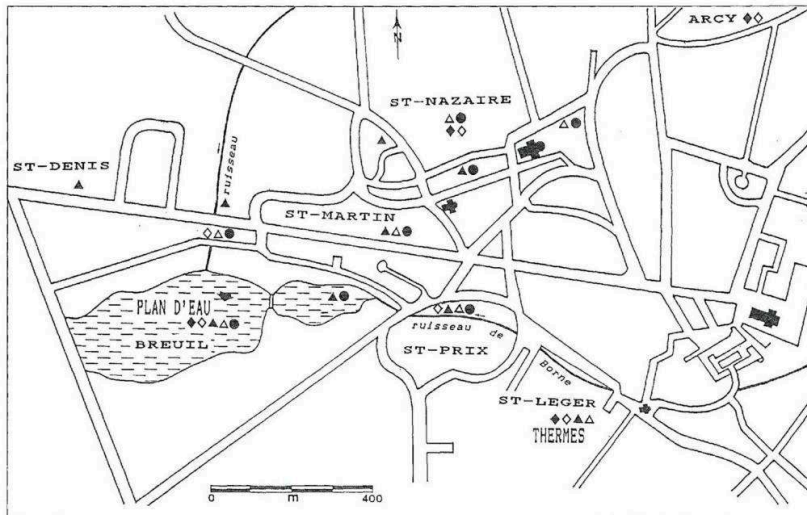 ARCY
N
ST-NAZAIRE
ST-DENIS
ruisseau
ST-MARTIN
PLAN D'EAU
BREUIL
ruisseau de
ST-PRIX
Borne
ST-LEGER
THERMES
0 m 400